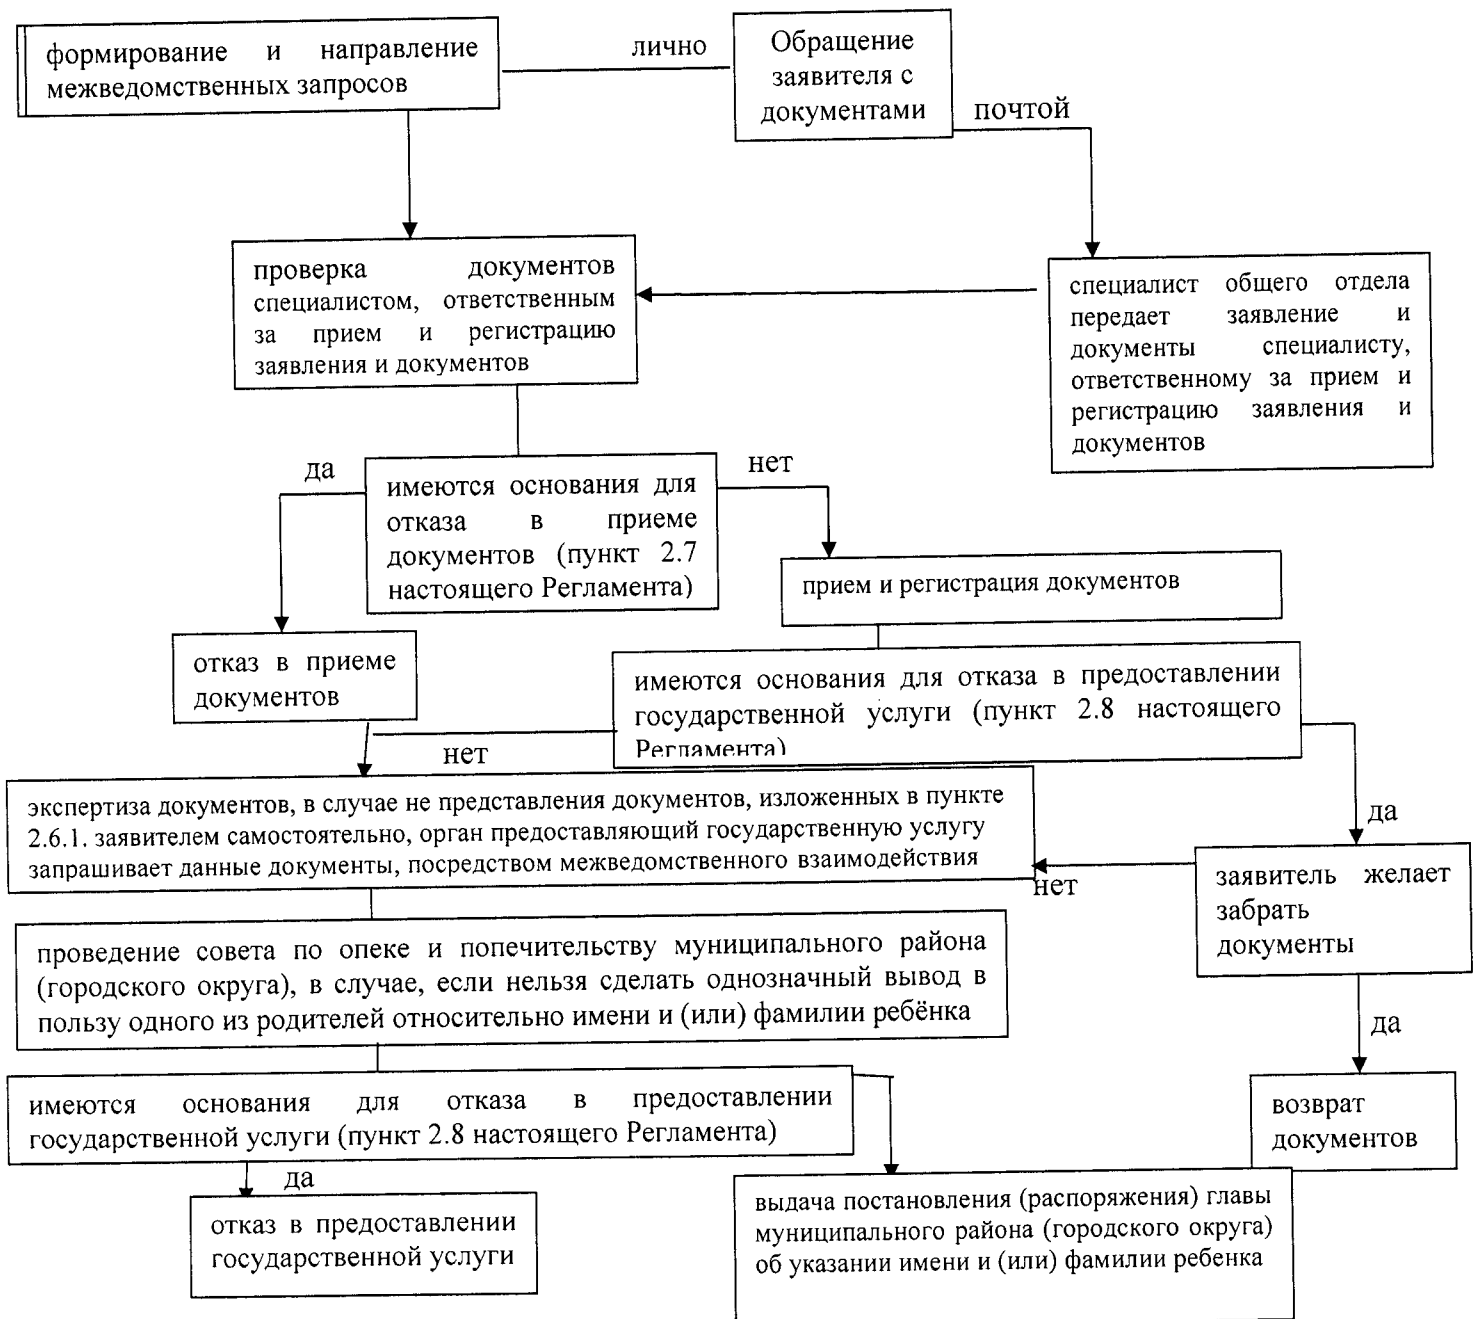 формирование и направление
межведомственных запросов
лично
Обращение
заявителя с
документами
почтой
проверка документов
специалистом, ответственным
за прием и регистрацию
заявления и документов
специалист общего отдела
передает заявление и
документы специалисту,
ответственному за прием и
регистрацию заявления и
документов
да
имеются основания для
отказа в приеме
документов (пункт 2.7
настоящего Регламента)
нет
прием и регистрация документов
отказ в приеме
документов
имеются основания для отказа в предоставлении
государственной услуги (пункт 2.8 настоящего
Регламента)
нет
да
экспертиза документов, в случае не представления документов, изложенных в пункте
2.6.1. заявителем самостоятельно, орган предоставляющий государственную услугу
запрашивает данные документы, посредством межведомственного взаимодействия
нет
заявитель желает
забрать
документы
проведение совета по опеке и попечительству муниципального района
(городского округа), в случае, если нельзя сделать однозначный вывод в
пользу одного из родителей относительно имени и (или) фамилии ребёнка
да
имеются основания для отказа в предоставлении
государственной услуги (пункт 2.8 настоящего Регламента)
возврат
документов
да
отказ в предоставлении
государственной услуги
выдача постановления (распоряжения) главы
муниципального района (городского округа)
об указании имени и (или) фамилии ребенка